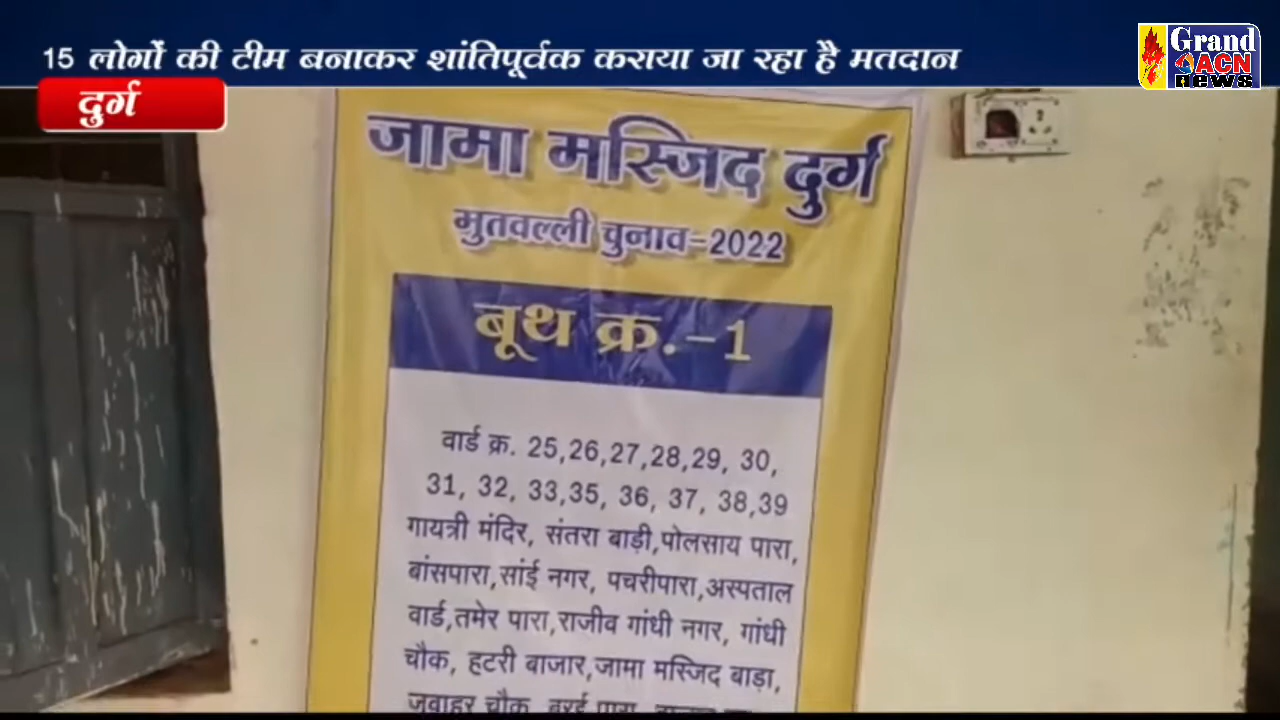 15 लोगों की टीम बनाकर शांतिपूर्वक कराया जा रहा है मतदान
Grand
ACN
NEWS
दुर्ग
जामा मस्जिद दुर्ग
मुतवल्ली चुनाव-2022
बूथ क्र.-1
वार्ड क्र. 25,26,27,28,29, 30,
31, 32, 33,35, 36, 37, 38,39
गायत्री मंदिर, संतरा बाड़ी,पोलसाय पारा,
बांसपारा,सांई नगर, पचरीपारा,अस्पताल
वार्ड,तमेर पारा,राजीव गांधी नगर, गांधी
चौक, हटरी बाजार,जामा मस्जिद बाड़ा,
जवाहर चौक,